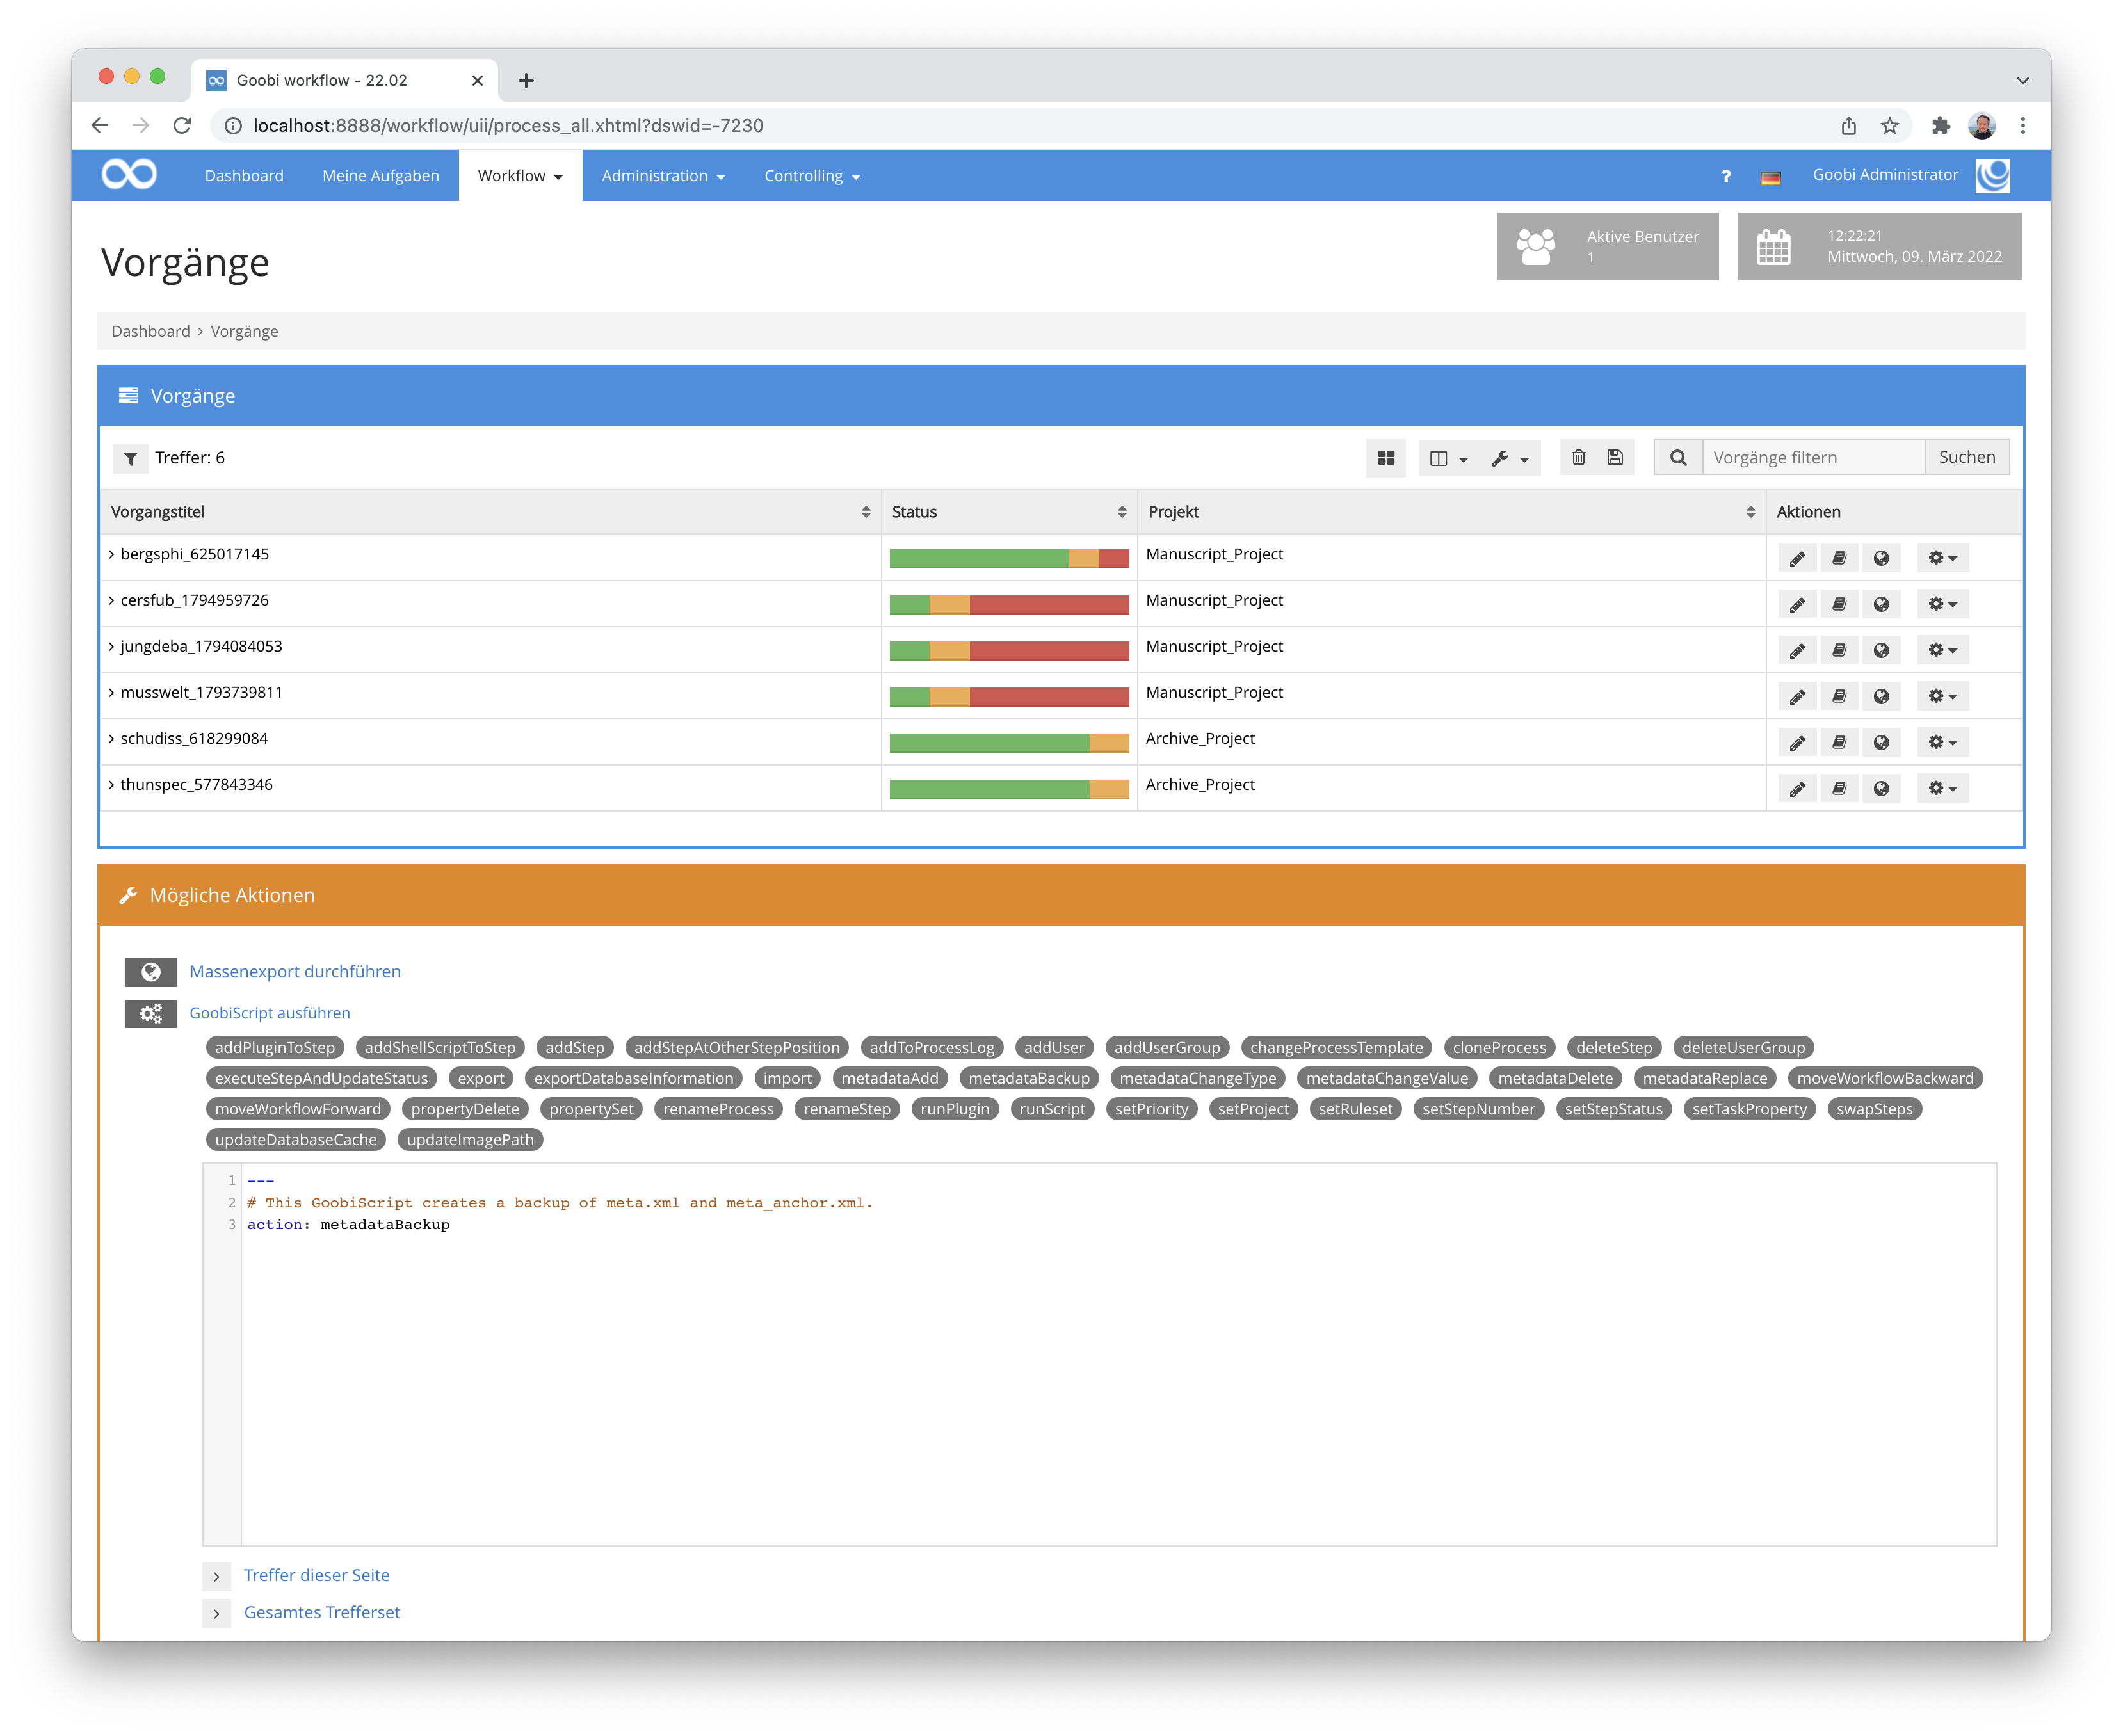 Goobi workflow - 22.02
localhost:8888/workflow/uii/process_all.xhtml?dswid=-7230
Dashboard Meine Aufgaben Workflow Administration Controlling ? Goobi Administrator
Vorgänge
Aktive Benutzer
1
12:22:21
Mittwoch, 09. März 2022
Dashboard › Vorgänge
Vorgänge
Treffer: 6 Vorgänge filtern Suchen
Vorgangstitel Status Projekt Aktionen
bergsphi_625017145 Manuscript_Project
cersfub_1794959726 Manuscript_Project
jungdeba_1794084053 Manuscript_Project
musswelt_1793739811 Manuscript_Project
schudiss_618299084 Archive_Project
thunspec_577843346 Archive_Project
Mögliche Aktionen
Massenexport durchführen
GoobiScript ausführen
addPluginToStep addShellScriptToStep addStep addStepAtOtherStepPosition addToProcessLog addUser addUserGroup changeProcessTemplate cloneProcess deleteStep deleteUserGroup
executeStepAndUpdateStatus export exportDatabaseInformation import metadataAdd metadataBackup metadataChangeType metadataChangeValue metadataDelete metadataReplace moveWorkflowBackward
moveWorkflowForward propertyDelete propertySet renameProcess renameStep runPlugin runScript setPriority setProject setRuleset setStepNumber setStepStatus setTaskProperty swapSteps
updateDatabaseCache updateImagePath
1 ---
2 # This GoobiScript creates a backup of meta.xml and meta_anchor.xml.
3 action: metadataBackup
Treffer dieser Seite
Gesamtes Trefferset